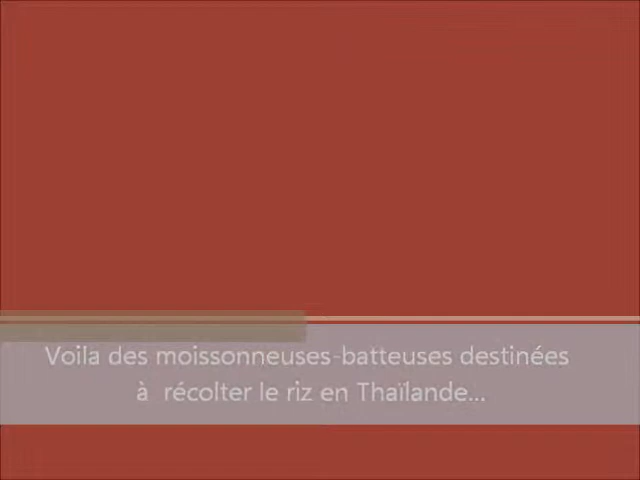 Voila des moissonneuses-batteuses destinées
à récolter le riz en Thaïlande...